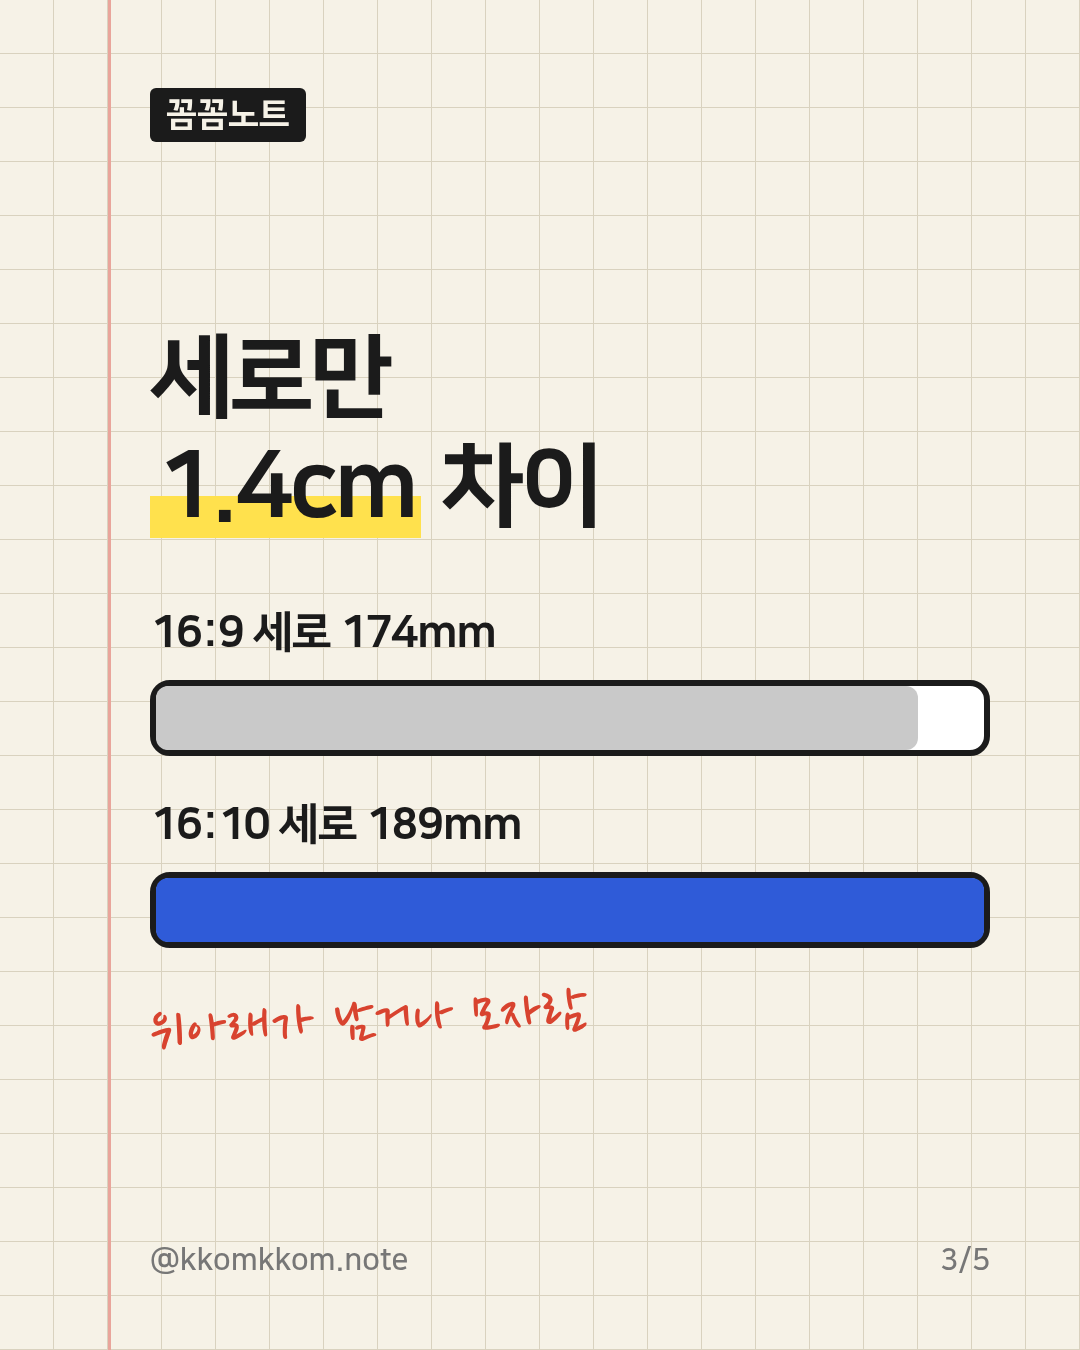 꼼꼼노트
세로만
1.4cm 차이
16:9 세로 174mm
16:10 세로 189mm
위아래가 남거나 모자람
@kkomkkom.note
3/5